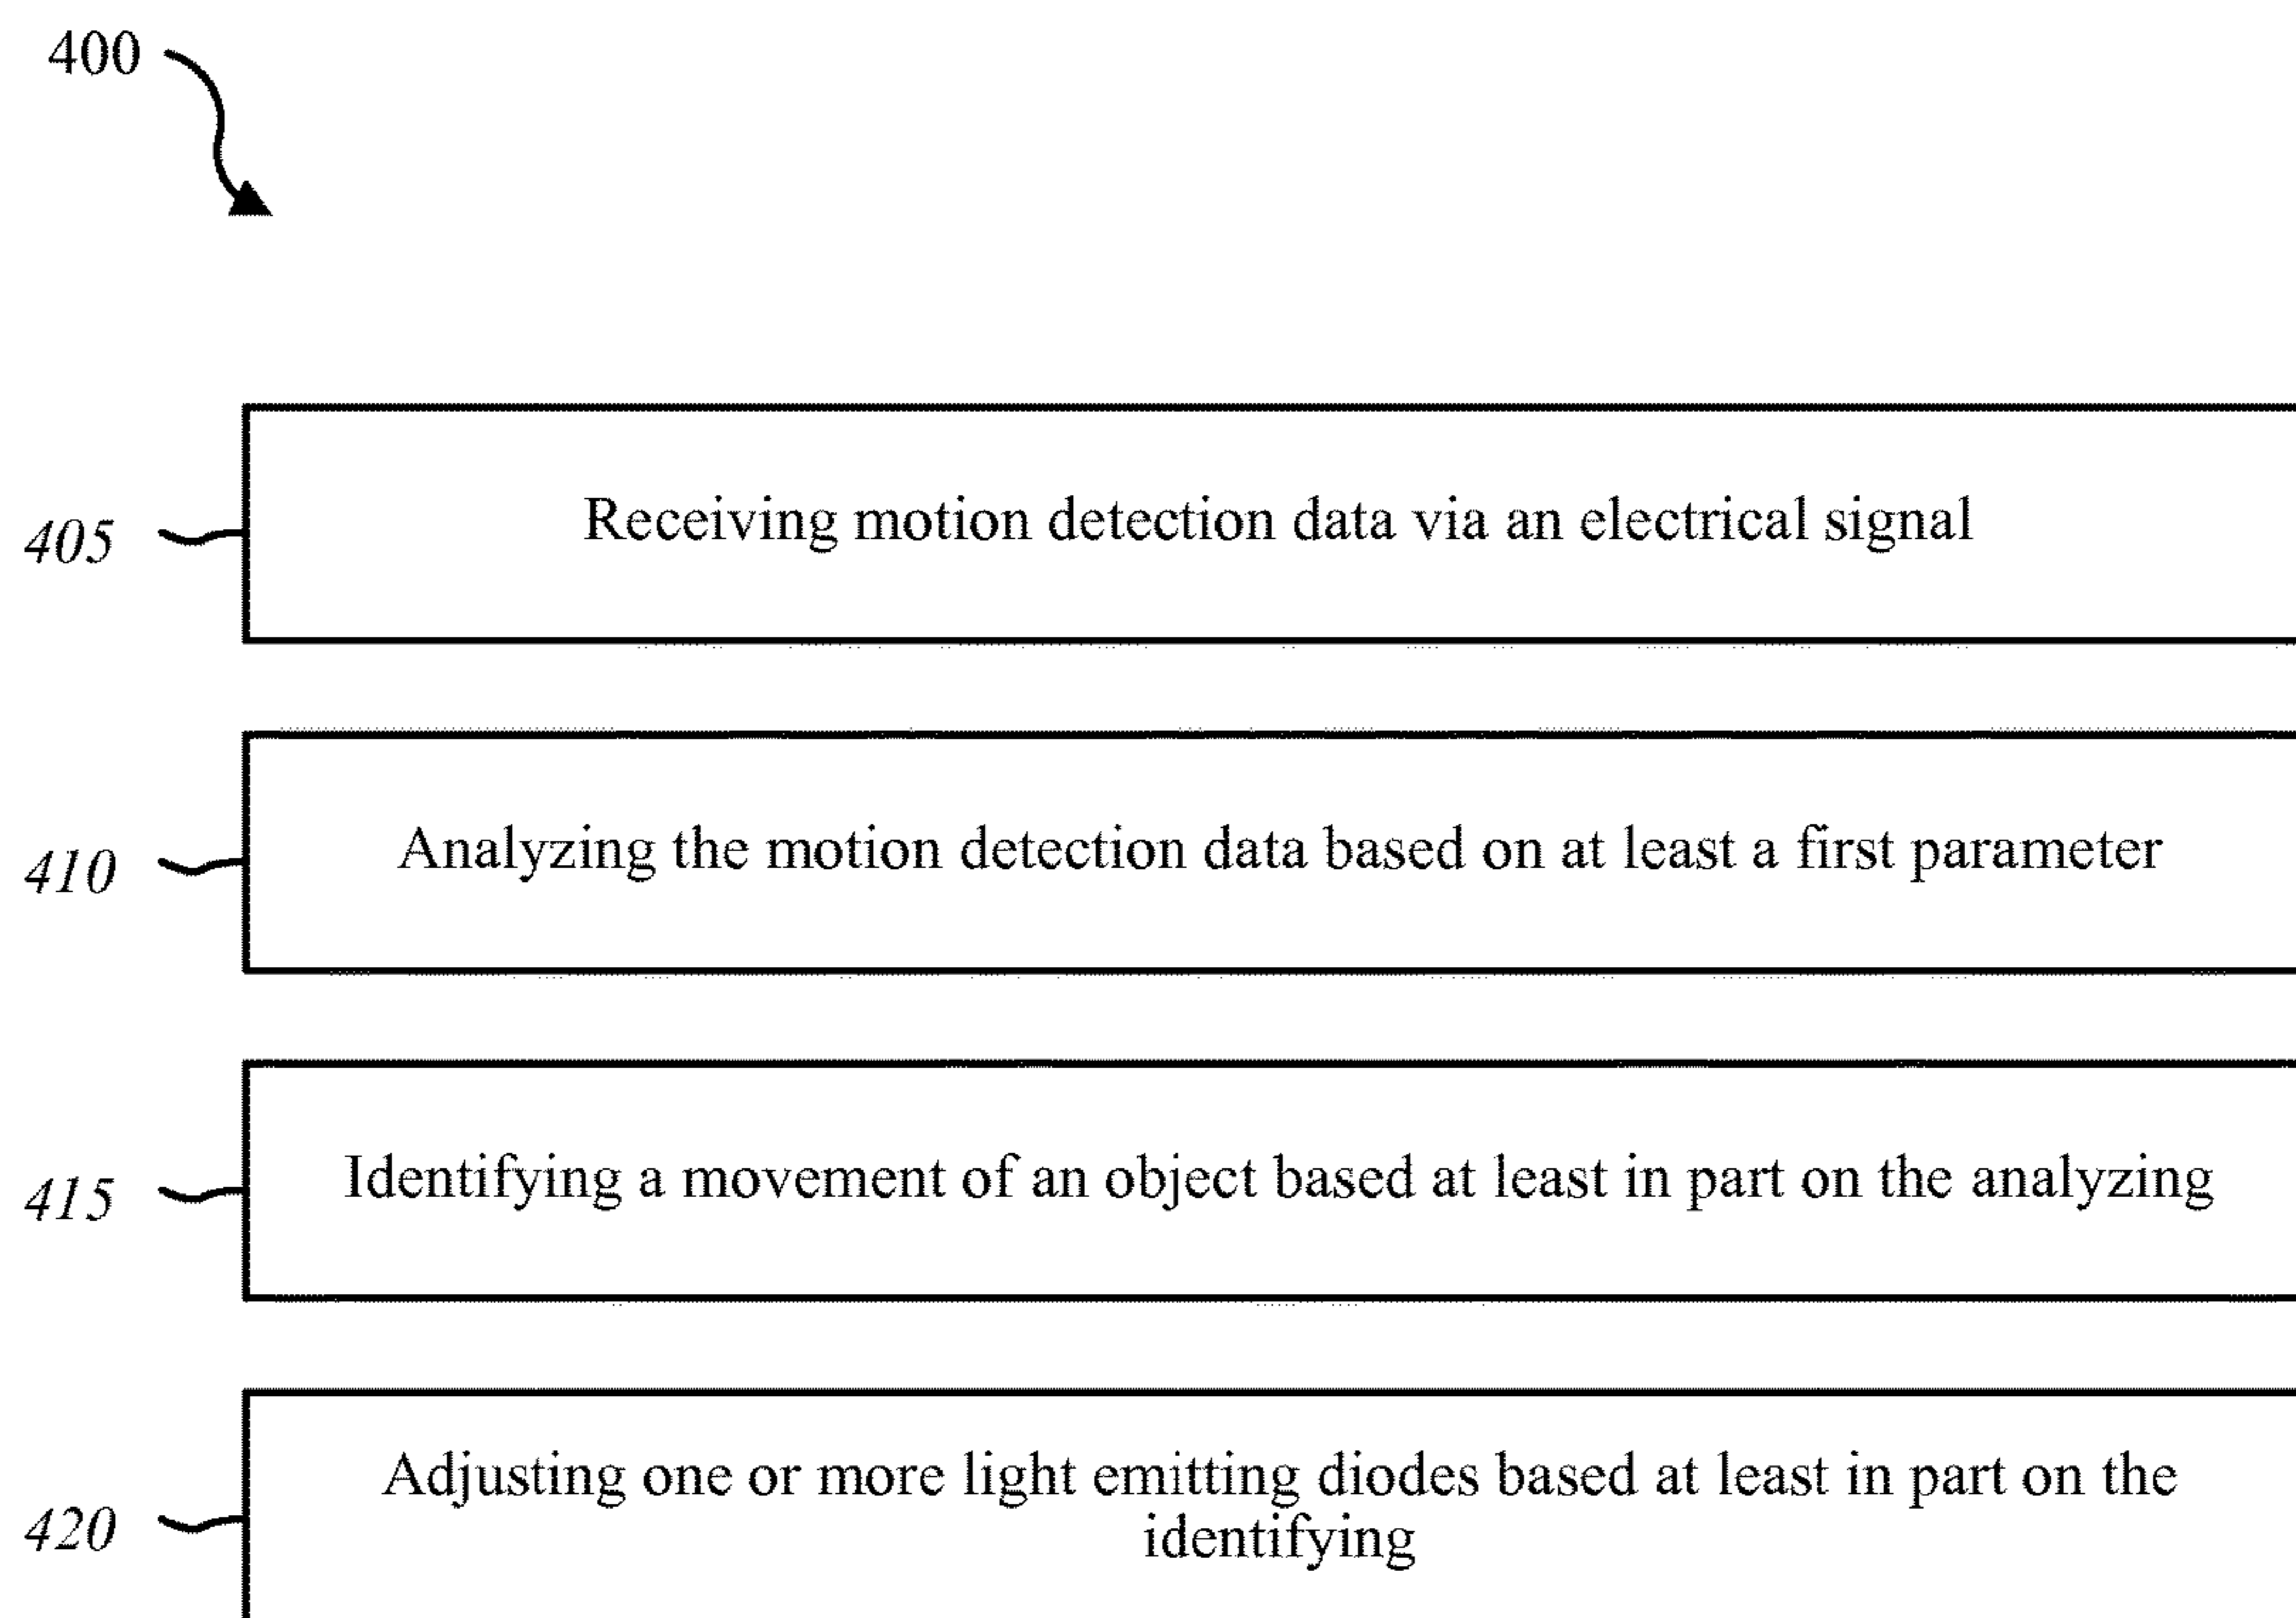 400
405
Receiving motion detection data via an electrical signal
410
Analyzing the motion detection data based on at least a first parameter
415
Identifying a movement of an object based at least in part on the analyzing
420
Adjusting one or more light emitting diodes based at least in part on the
identifying